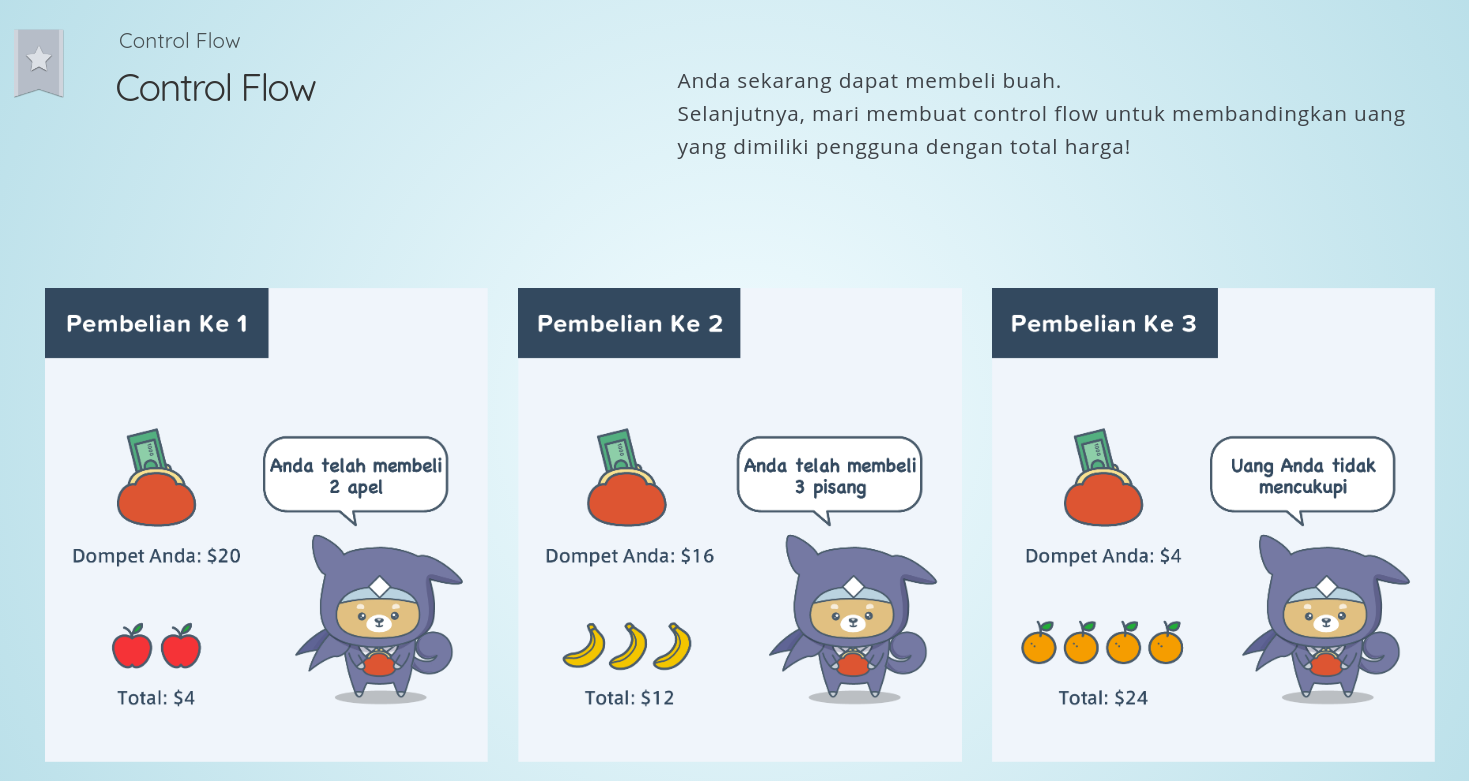 Control Flow
Control Flow
Anda sekarang dapat membeli buah.
Selanjutnya, mari membuat control flow untuk membandingkan uang
yang dimiliki pengguna dengan total harga!
Pembelian Ke 1
Anda telah membeli
2 apel
Dompet Anda: $20
Total: $4
Pembelian Ke 2
Anda telah membeli
3 pisang
Dompet Anda: $16
Total: $12
Pembelian Ke 3
Uang Anda tidak
mencukupi
Dompet Anda: $4
Total: $24